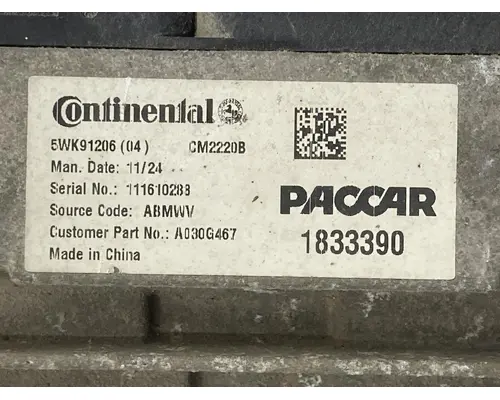 Continental
5WK91206 (04) CM2220B
Man. Date: 11/24
Serial No.: 111610288
Source Code: ABMWV
Customer Part No.: A030G467
Made in China
PACCAR
1833390